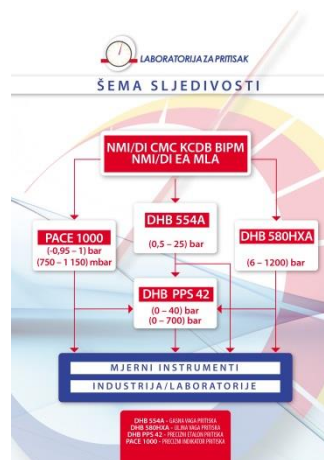 LABORATORIJA ZA PRITISAK
ŠEMA SLJEDIVOSTI
NMI/DI CMC KCDB BIPM
NMI/DI EA MLA
PACE 1000
(-0,95 – 1) bar
(750 – 1 150) mbar
DHB 554A
(0,5 – 25) bar
DHB 580HXA
(6 – 1200) bar
DHB PPS 42
(0 – 40) bar
(0 – 700) bar
MJERNI INSTRUMENTI
INDUSTRIJA/LABORATORIJE
DHB 554A - GASNA VAGA PRITISKA
DHB 580HXA - ULJNA VAGA PRITISKA
DHB PPS 42 - PRECIZNI ETALON PRITISKA
PACE 1000 - PRECIZNI INDIKATOR PRITISKA